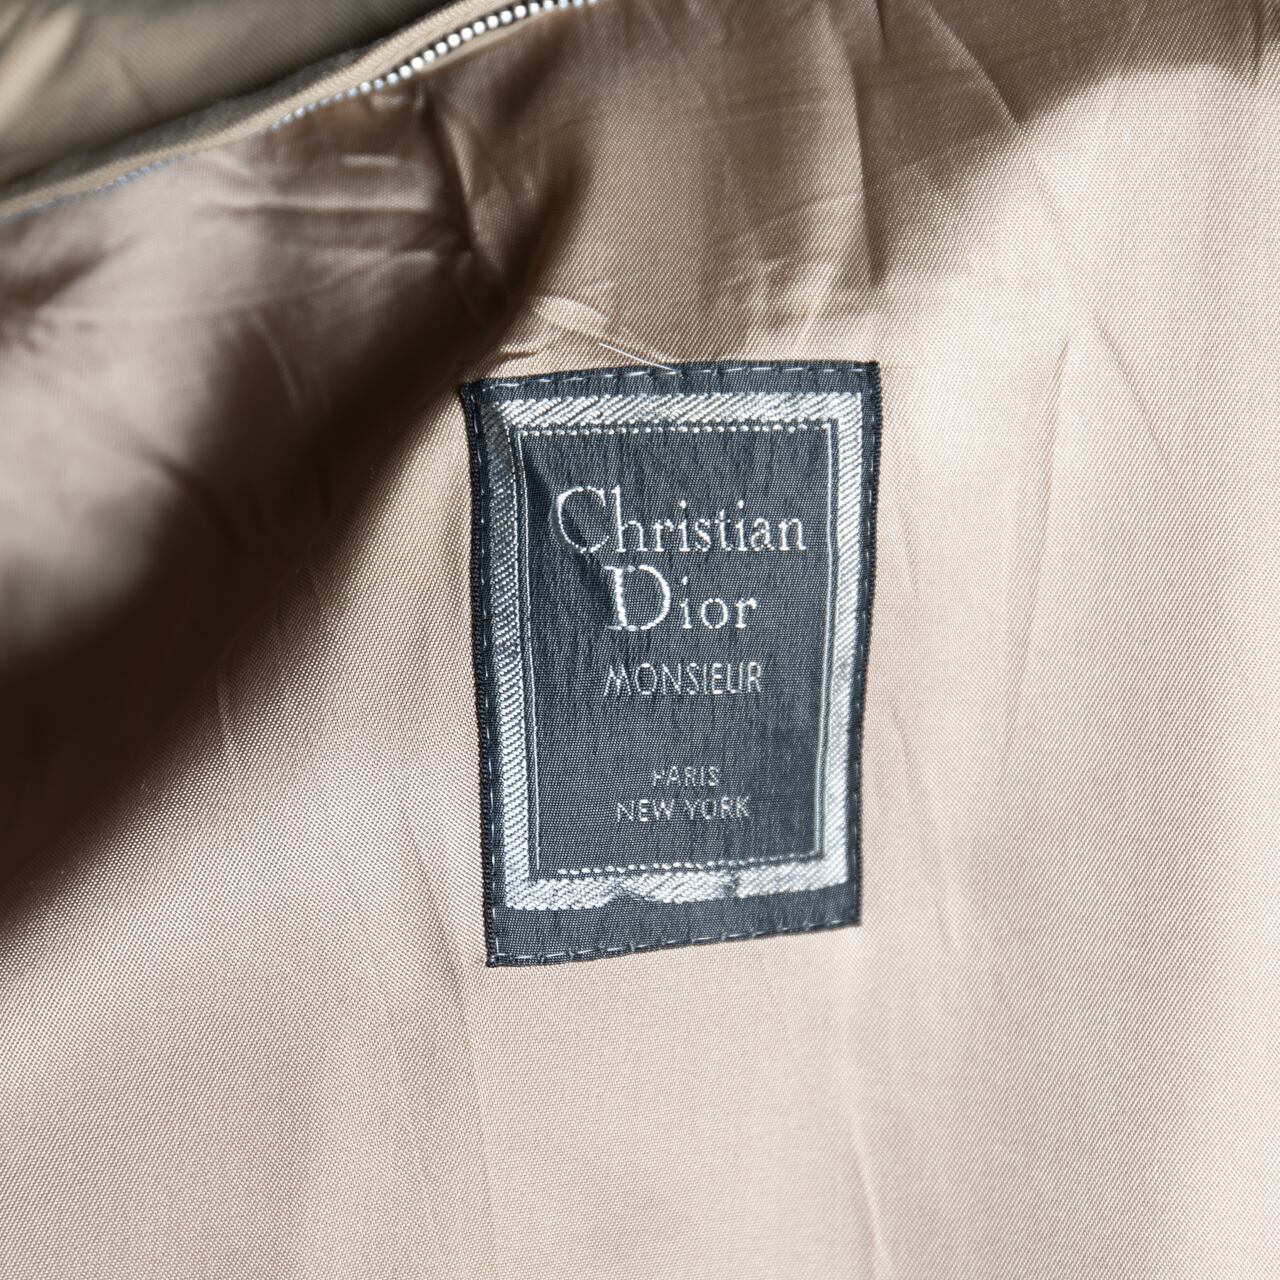 Christian
Dior
MONSIEUR
PARIS
NEW YORK